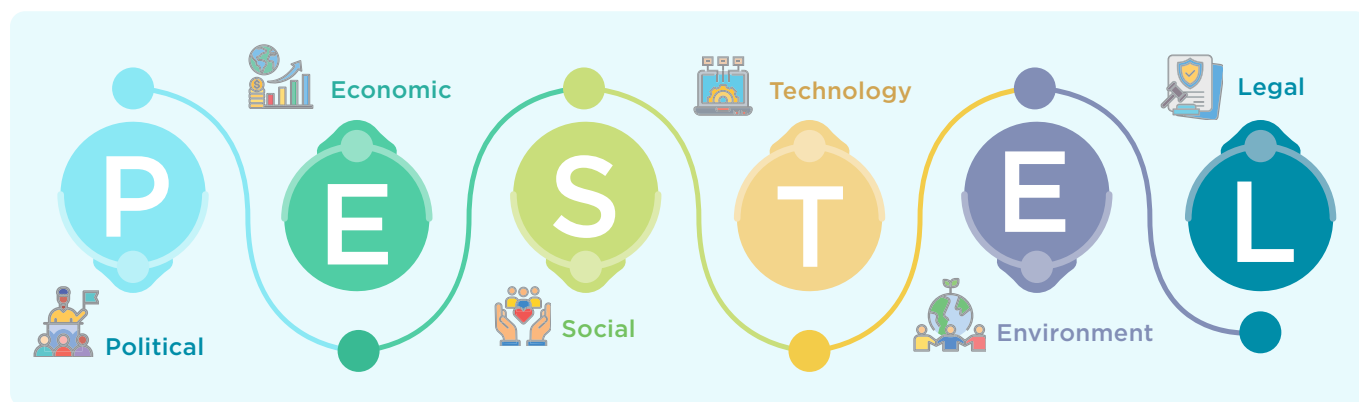 P
Political
Economic
E
S
Social
Technology
T
E
Environment
Legal
L